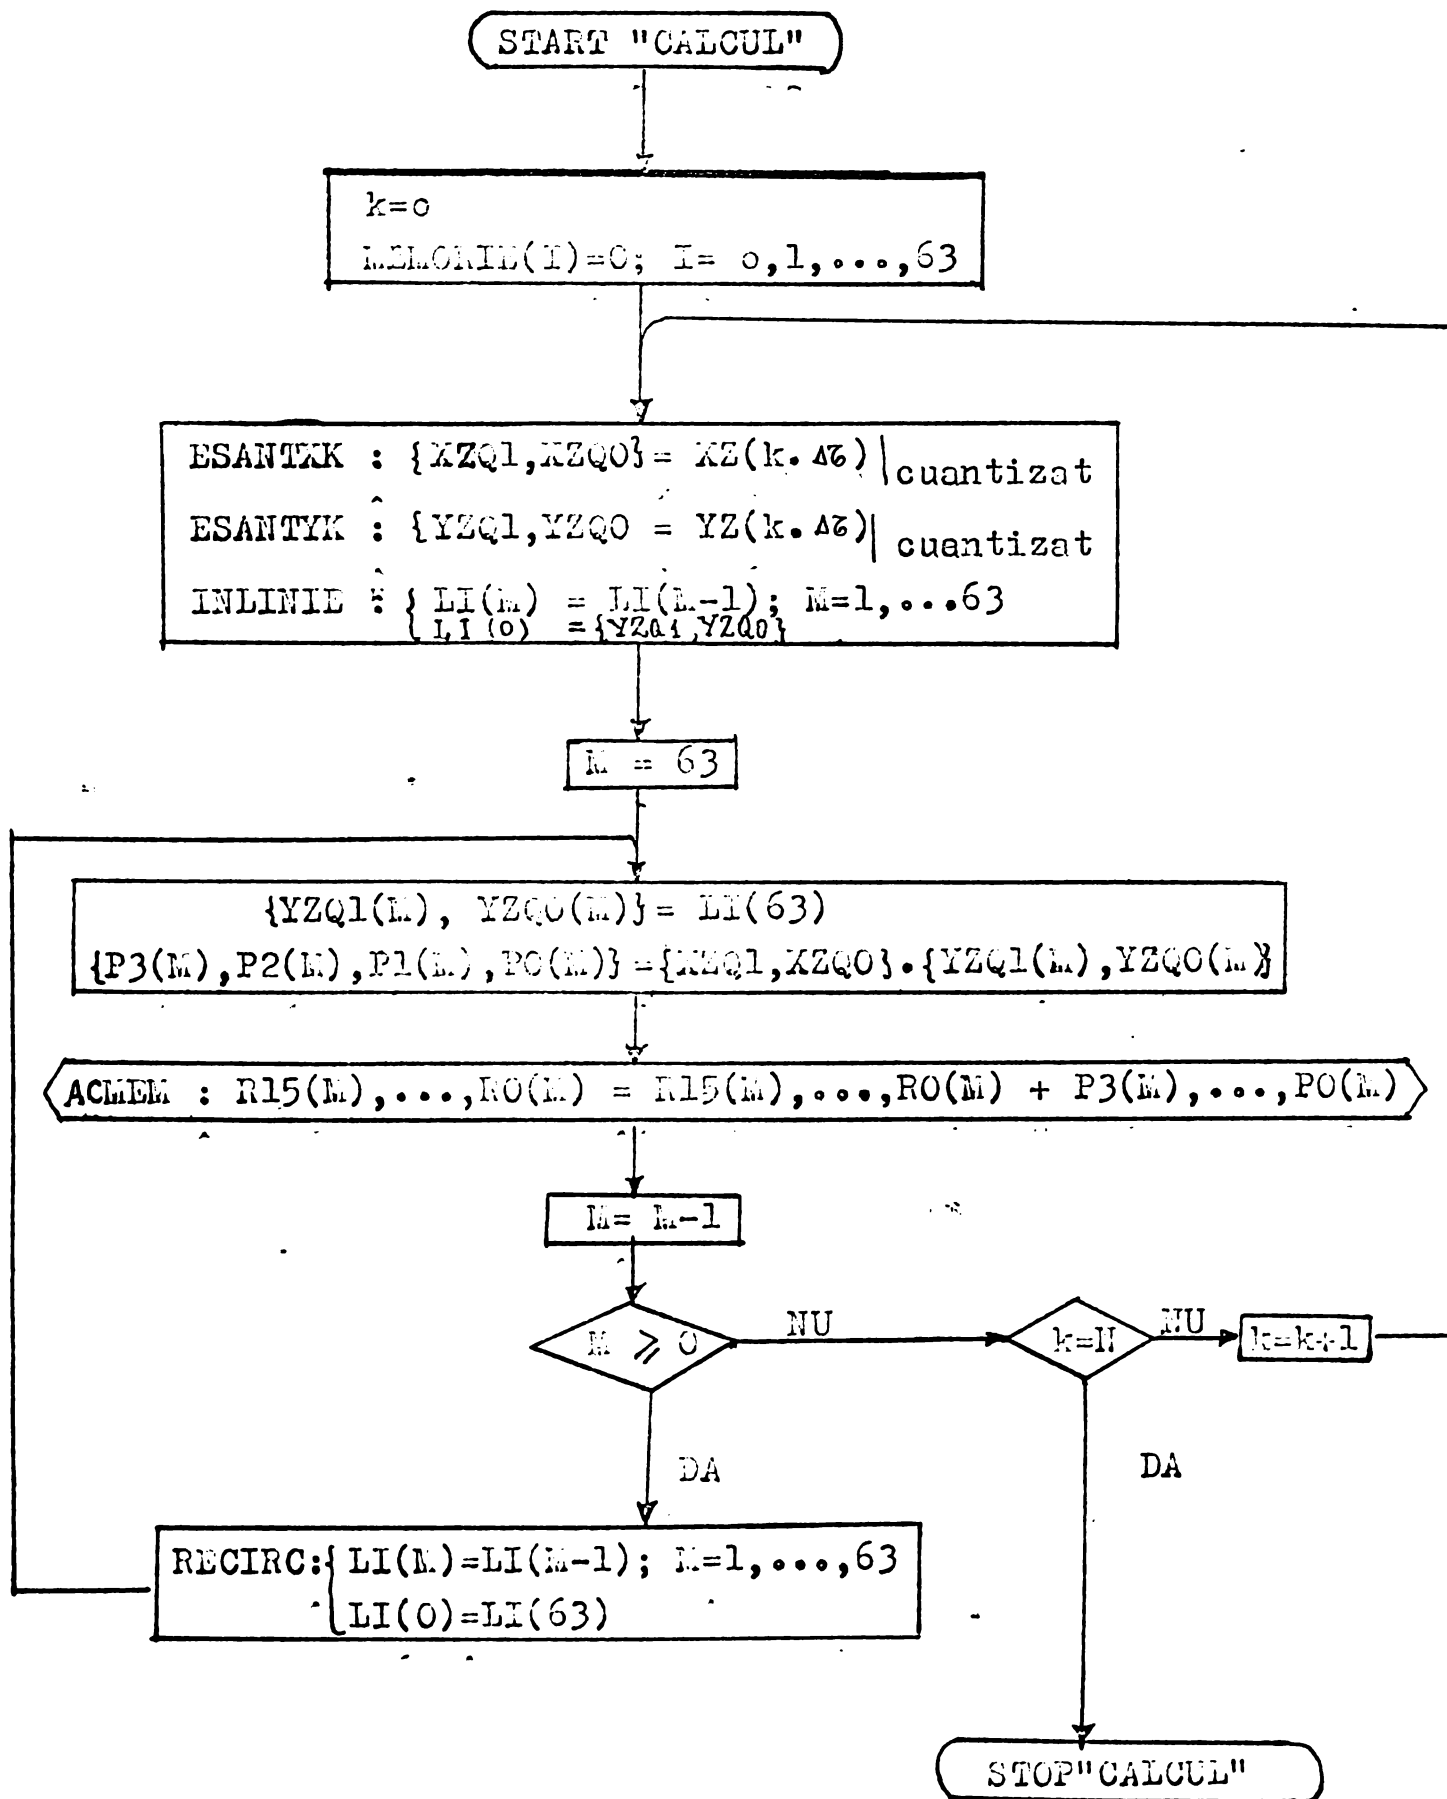 START "CALCUL"
k=o
MEMORIE(I)=0; I= o,1,...,63
ESANTXK : {XZQ1,XZQ0}= XZ(k.Δτ)|cuantizat
ESANTYK : {YZQ1,YZQ0 = YZ(k.Δτ)| cuantizat
INLINIE : { LI(M) = LI(M-1); M=1,...63
LI(0) ={YZQ1,YZQ0}
M = 63
{YZQ1(M), YZQ0(M)}= LI(63)
{P3(M),P2(M),P1(M),P0(M)}={XZQ1,XZQ0}.{YZQ1(M),YZQ0(M)}
ACMEM : R15(M),...,R0(M) = R15(M),...,R0(M) + P3(M),...,P0(M)
M= M-1
M ⩾ 0
NU
k=N
NU
k=k+1
DA
DA
RECIRC:{ LI(M)=LI(M-1); M=1,...,63
LI(0)=LI(63)
STOP"CALCUL"